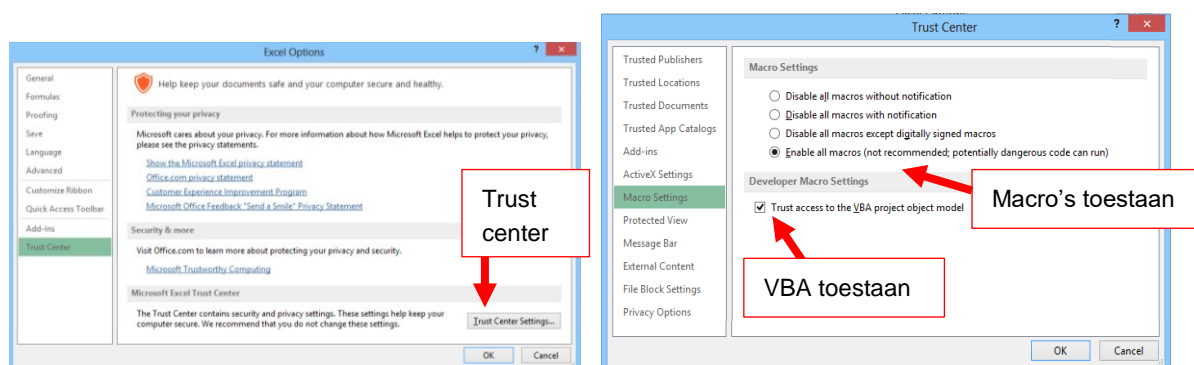 Excel Options
?
General
Formulas
Proofing
Save
Language
Advanced
Customize Ribbon
Quick Access Toolbar
Add-Ins
Trust Center
Help keep your documents safe and your computer secure and healthy.
Protecting your privacy
Microsoft cares about your privacy. For more information about how Microsoft Excel helps to protect your privacy,
please see the privacy statements.
Show the Microsoft Excel privacy statement
Office.com privacy statement
Customer Experience Improvement Program
Microsoft Office Feedback "Send a Smile" Privacy Statement
Security & more
Visit Office.com to learn more about protecting your privacy and security.
Microsoft Trustworthy Computing
Microsoft Excel Trust Center
The Trust Center contains security and privacy settings. These settings help keep your
computer secure. We recommend that you do not change these settings.
Trust Center Settings...
OK Cancel
Trust
center
Trust Center
?
Trusted Publishers
Trusted Locations
Trusted Documents
Trusted App Catalogs
Add-ins
ActiveX Settings
Macro Settings
Protected View
Message Bar
External Content
File Block Settings
Privacy Options
Macro Settings
Disable all macros without notification
Disable all macros with notification
Disable all macros except digitally signed macros
Enable all macros (not recommended; potentially dangerous code can run)
Developer Macro Settings
Trust access to the VBA project object model
Macro's toestaan
VBA toestaan
OK Cancel